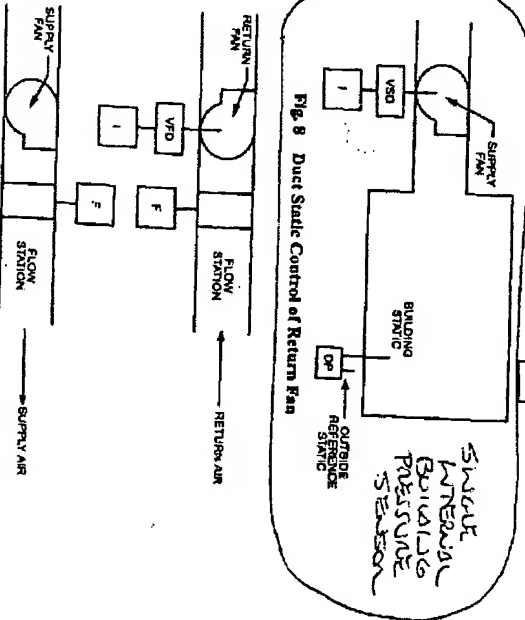 SUPPLY
FAN
VSD
I
BUILDING
STATIC
DP
OUTSIDE
REFERENCE
STATIC
SINGLE
INTERNAL
BUILDING
PRESSURE
SENSOR
Fig. 8 Duct Static Control of Return Fan
RETURN
FAN
VFD
I
F
FLOW
STATION
RETURN AIR
SUPPLY
FAN
F
FLOW
STATION
SUPPLY AIR